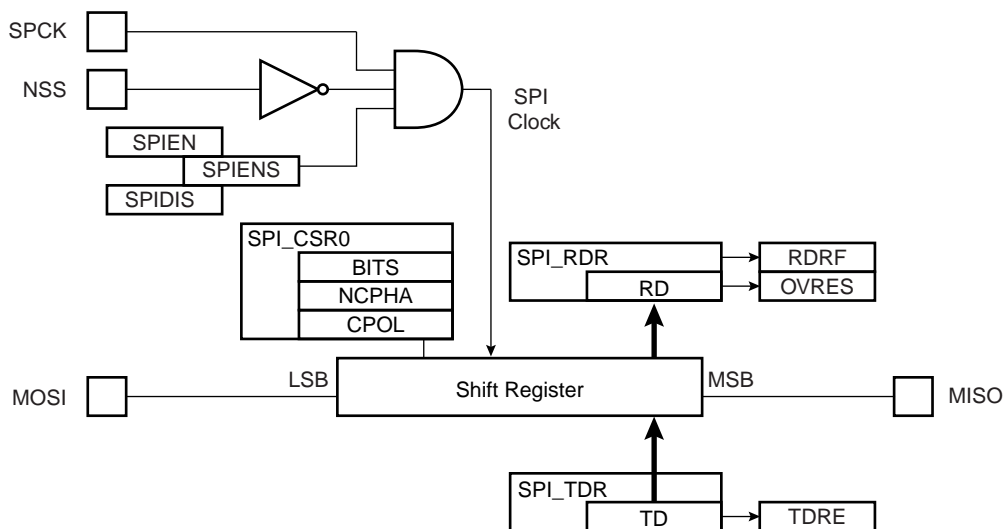 SPCK
NSS
SPI
Clock
SPIEN
SPIENS
SPIDIS
SPI_CSR0
BITS
NCPHA
CPOL
SPI_RDR
RD
RDRF
OVRES
MOSI
LSB
Shift Register
MSB
MISO
SPI_TDR
TD
TDRE